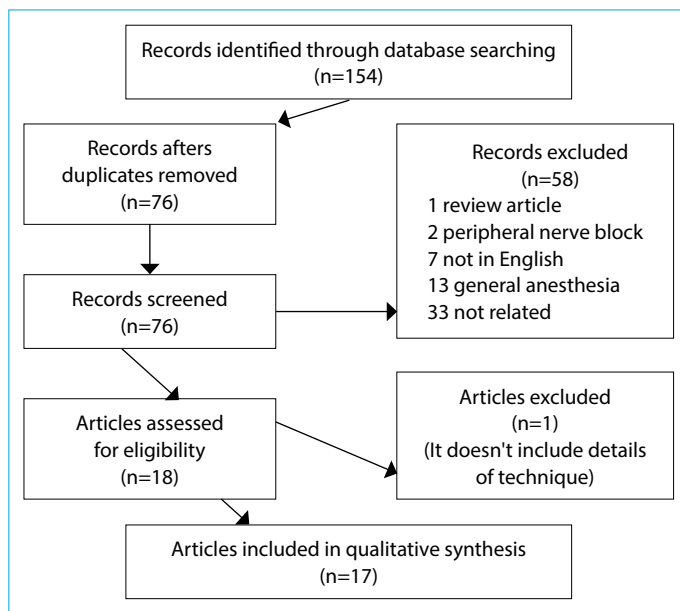 Records identified through database searching
(n=154)
Records afters
duplicates removed
(n=76)
Records excluded
(n=58)
1 review article
2 peripheral nerve block
7 not in English
13 general anesthesia
33 not related
Records screened
(n=76)
Articles assessed
for eligibility
(n=18)
Articles excluded
(n=1)
(It doesn't include details
of technique)
Articles included in qualitative synthesis
(n=17)